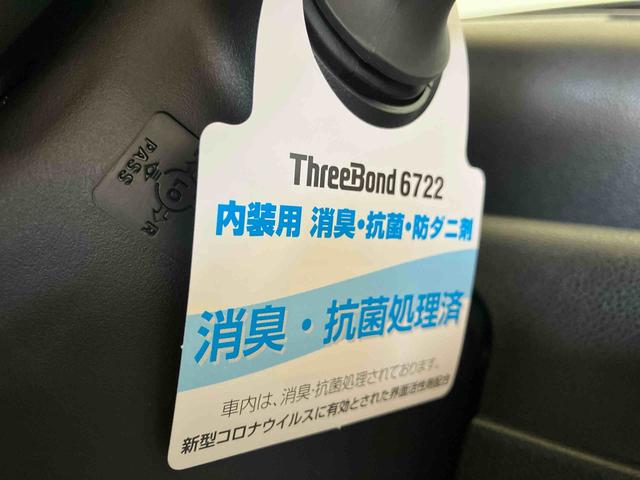 ThreeBond 6722
内装用 消臭・抗菌・防ダニ剤
消臭・抗菌処理済
車内は、消臭・抗菌処理されております。
新型コロナウイルスに有効とされた界面活性剤配合
PASS
LO
R